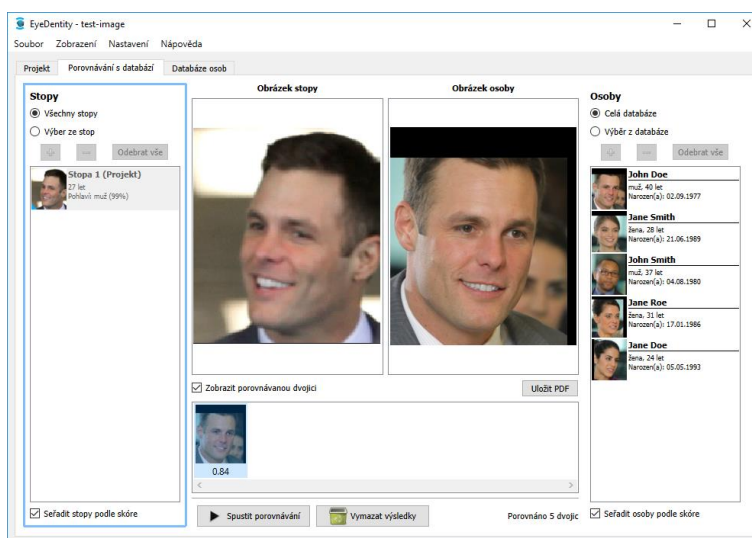 EyeDentity - test-image
Soubor Zobrazení Nastavení Nápověda
Projekt Porovnávání s databází Databáze osob
Stopy
Všechny stopy
Výber ze stop
Odebrat vše
Stopa 1 (Projekt)
27 let
Pohlaví: muž (99%)
Seřadit stopy podle skóre
Obrázek stopy
Obrázek osoby
Zobrazit porovnávanou dvojici
Uložit PDF
0.84
Spustit porovnávání
Vymazat výsledky
Porovnáno 5 dvojic
Osoby
Celá databáze
Výběr z databáze
Odebrat vše
John Doe
muž, 40 let
Narozen(a): 02.09.1977
Jane Smith
žena, 28 let
Narozen(a): 21.06.1989
John Smith
muž, 37 let
Narozen(a): 04.08.1980
Jane Roe
žena, 31 let
Narozen(a): 17.01.1986
Jane Doe
žena, 24 let
Narozen(a): 05.05.1993
Seřadit osoby podle skóre